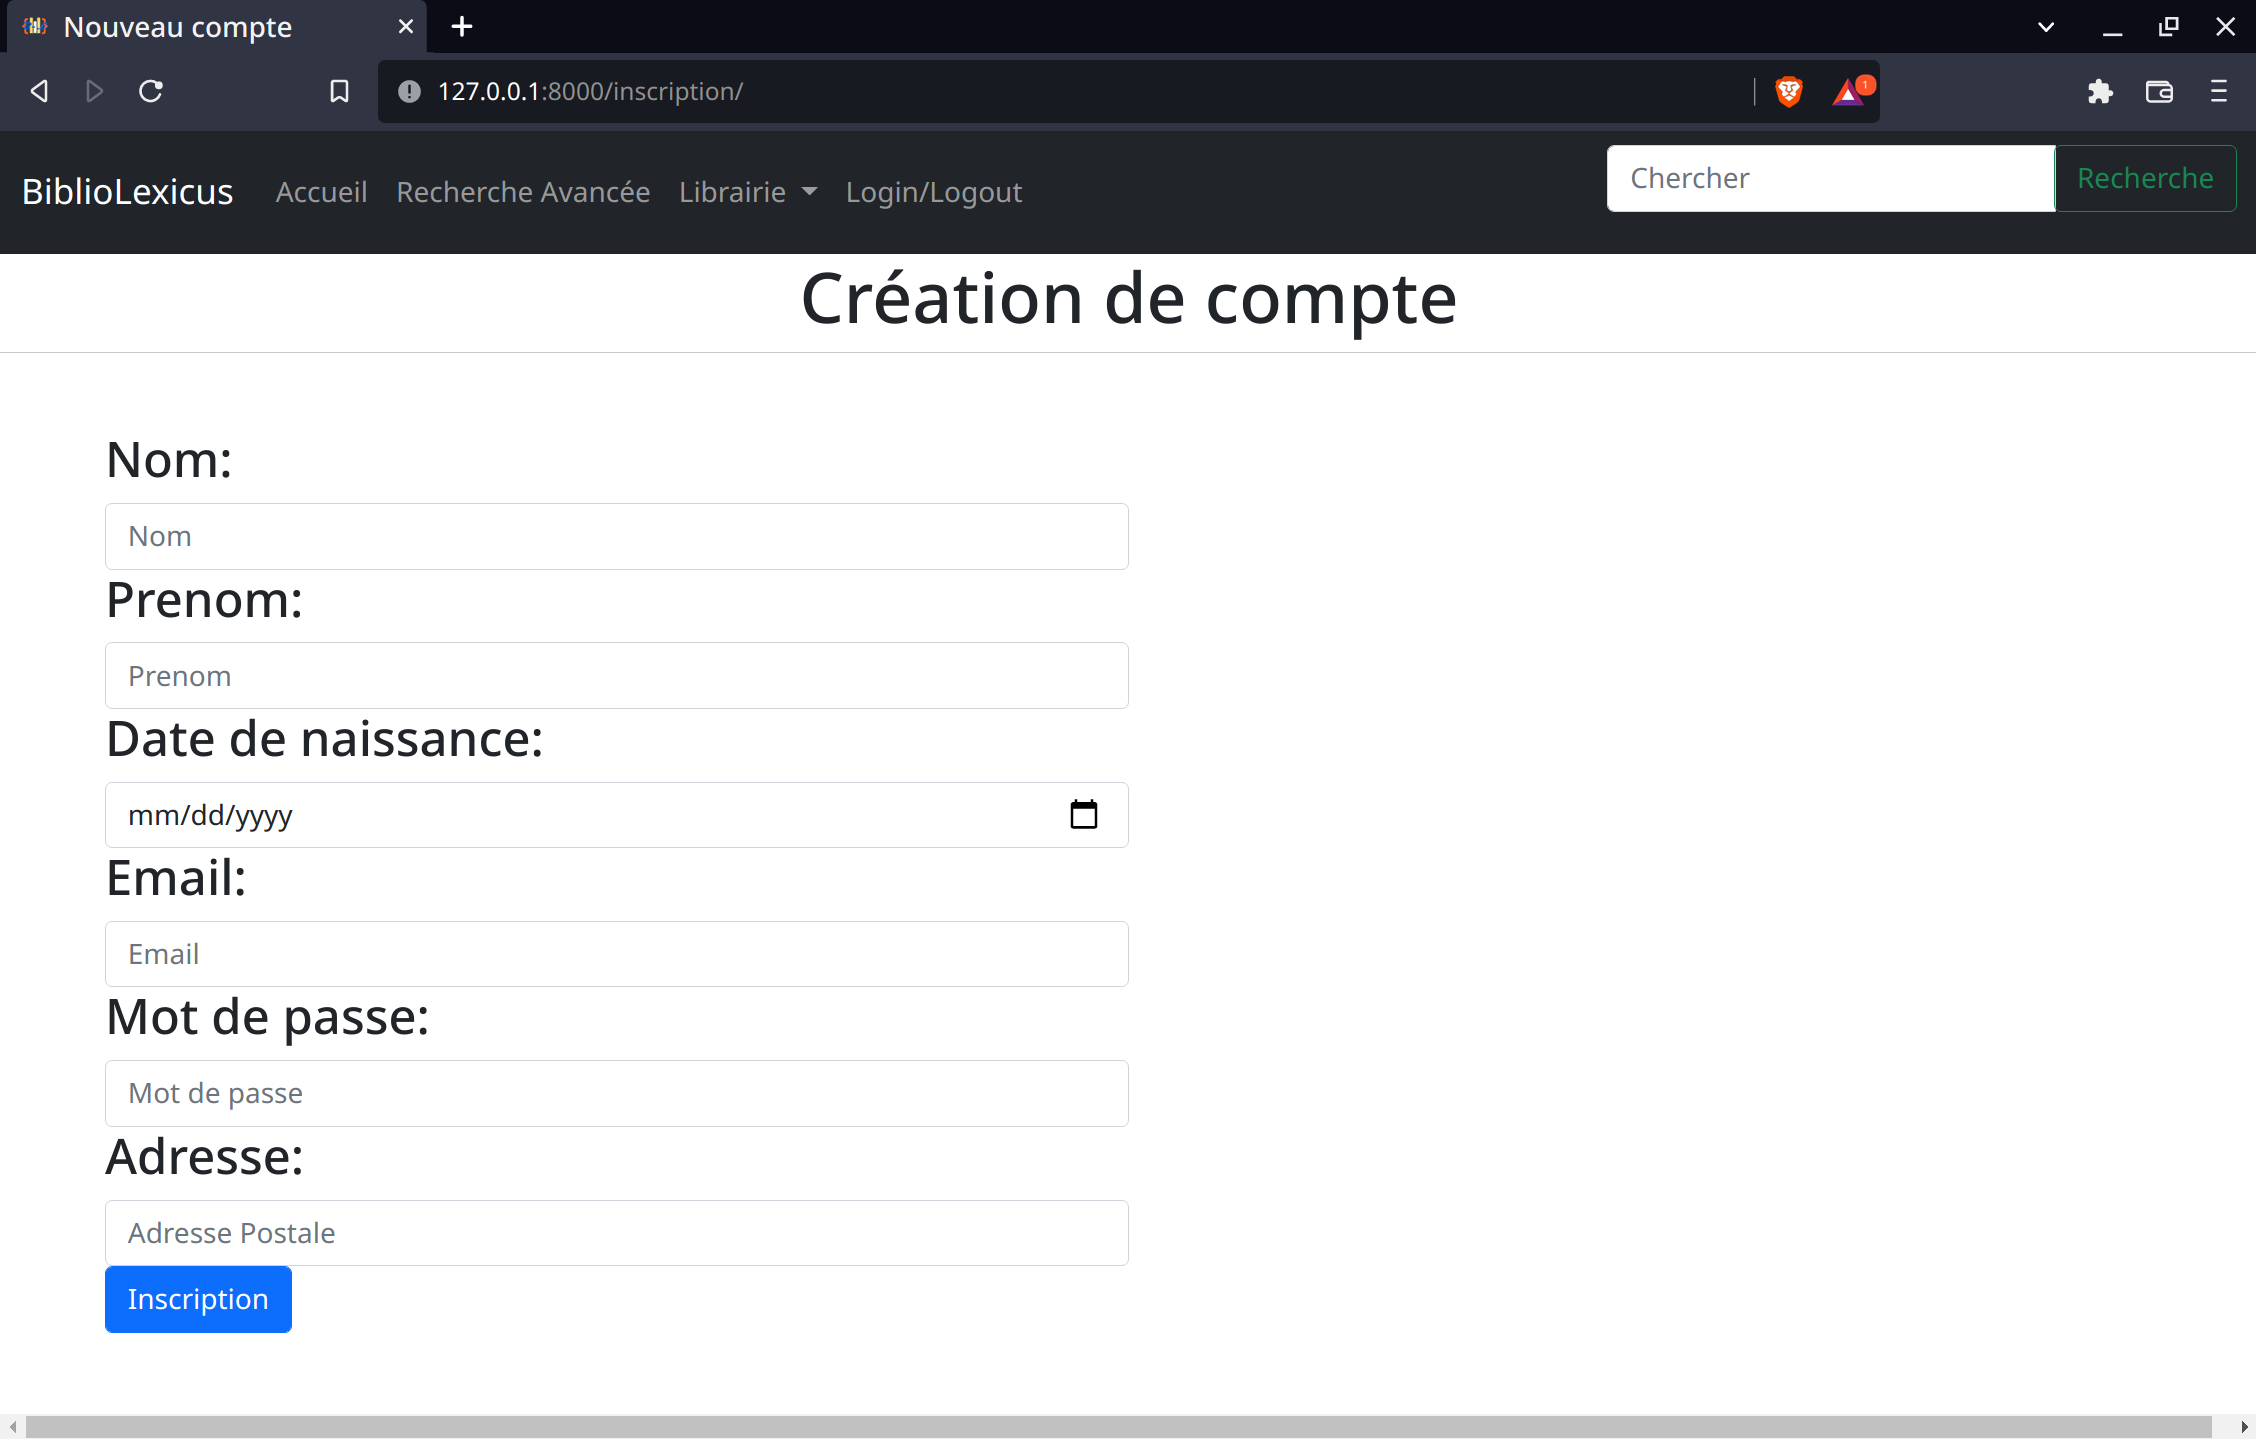 Nouveau compte
127.0.0.1:8000/inscription/
1
BiblioLexicus Accueil Recherche Avancée Librairie Login/Logout Chercher Recherche
Création de compte
Nom:
Nom
Prenom:
Prenom
Date de naissance:
mm/dd/yyyy
Email:
Email
Mot de passe:
Mot de passe
Adresse:
Adresse Postale
Inscription